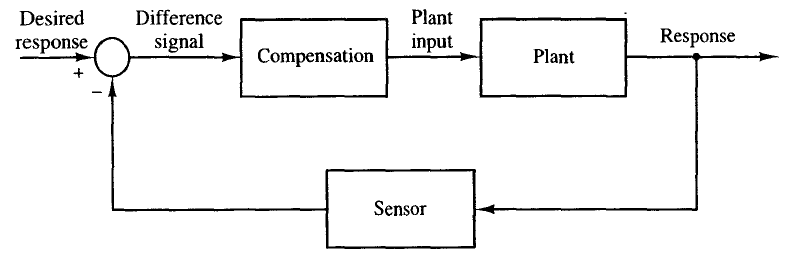 Desired
response
+
−
Difference
signal
Compensation
Plant
input
Plant
Response
Sensor